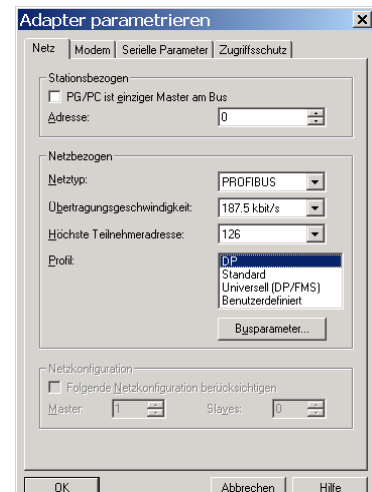 Adapter parametrieren
Netz Modem Serielle Parameter Zugriffsschutz
Stationsbezogen
PG/PC ist einziger Master am Bus
Adresse: 0
Netzbezogen
Netztyp: PROFIBUS
Übertragungsgeschwindigkeit: 187.5 kbit/s
Höchste Teilnehmeradresse: 126
Profil: DP
Standard
Universell (DP/FMS)
Benutzerdefiniert
Busparameter...
Netzkonfiguration
Folgende Netzkonfiguration berücksichtigen
Master: 1 Slaves: 0
OK Abbrechen Hilfe